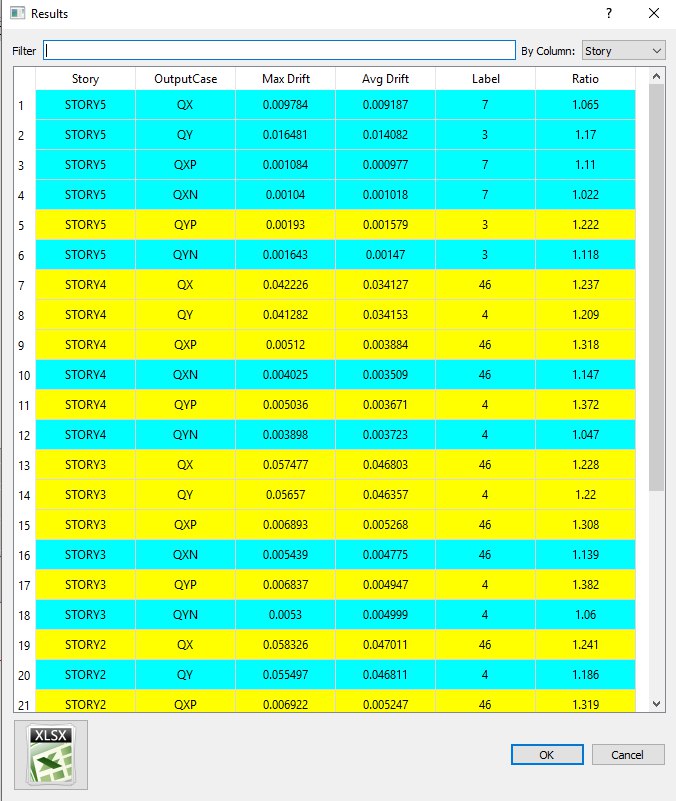 Results ?
Filter By Column: Story
Story OutputCase Max Drift Avg Drift Label Ratio
1 STORY5 QX 0.009784 0.009187 7 1.065
2 STORY5 QY 0.016481 0.014082 3 1.17
3 STORY5 QXP 0.001084 0.000977 7 1.11
4 STORY5 QXN 0.00104 0.001018 7 1.022
5 STORY5 QYP 0.00193 0.001579 3 1.222
6 STORY5 QYN 0.001643 0.00147 3 1.118
7 STORY4 QX 0.042226 0.034127 46 1.237
8 STORY4 QY 0.041282 0.034153 4 1.209
9 STORY4 QXP 0.00512 0.003884 46 1.318
10 STORY4 QXN 0.004025 0.003509 46 1.147
11 STORY4 QYP 0.005036 0.003671 4 1.372
12 STORY4 QYN 0.003898 0.003723 4 1.047
13 STORY3 QX 0.057477 0.046803 46 1.228
14 STORY3 QY 0.05657 0.046357 4 1.22
15 STORY3 QXP 0.006893 0.005268 46 1.308
16 STORY3 QXN 0.005439 0.004775 46 1.139
17 STORY3 QYP 0.006837 0.004947 4 1.382
18 STORY3 QYN 0.0053 0.004999 4 1.06
19 STORY2 QX 0.058326 0.047011 46 1.241
20 STORY2 QY 0.055497 0.046811 4 1.186
21 STORY2 QXP 0.006922 0.005247 46 1.319
XLSX
OK Cancel